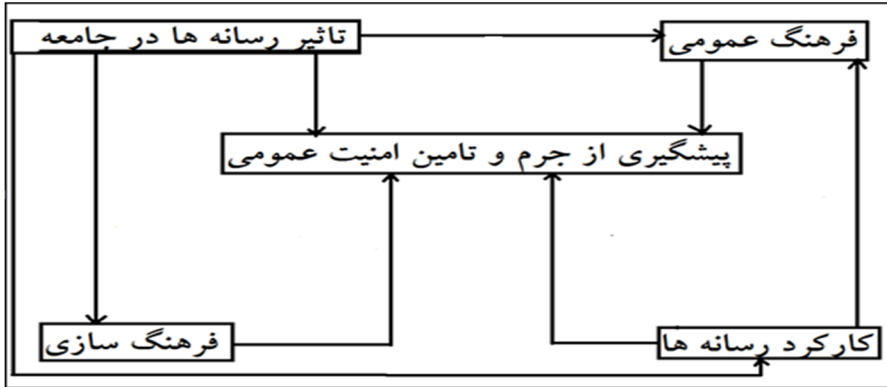 فرهنگ عمومی
تاثیر رسانه ها در جامعه
پیشگیری از جرم و تامین امنیت عمومی
کارکرد رسانه ها
فرهنگ سازی